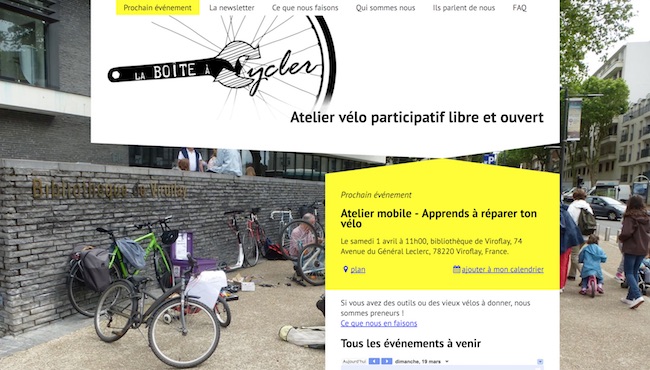 Prochain événement
La newsletter
Ce que nous faisons
Qui sommes nous
Ils parlent de nous
FAQ
LA BOÎTE À
Cycler
Atelier vélo participatif libre et ouvert
Bibliothèque de Viroflay
Prochain événement
Atelier mobile - Apprends à réparer ton
vélo
Le samedi 1 avril à 11h00, bibliothèque de Viroflay, 74
Avenue du Général Leclerc, 78220 Viroflay, France.
plan
ajouter à mon calendrier
Si vous avez des outils ou des vieux vélos à donner, nous
sommes preneurs !
Ce que nous en faisons
Tous les événements à venir
Aujourd'hui
dimanche, 19 mars